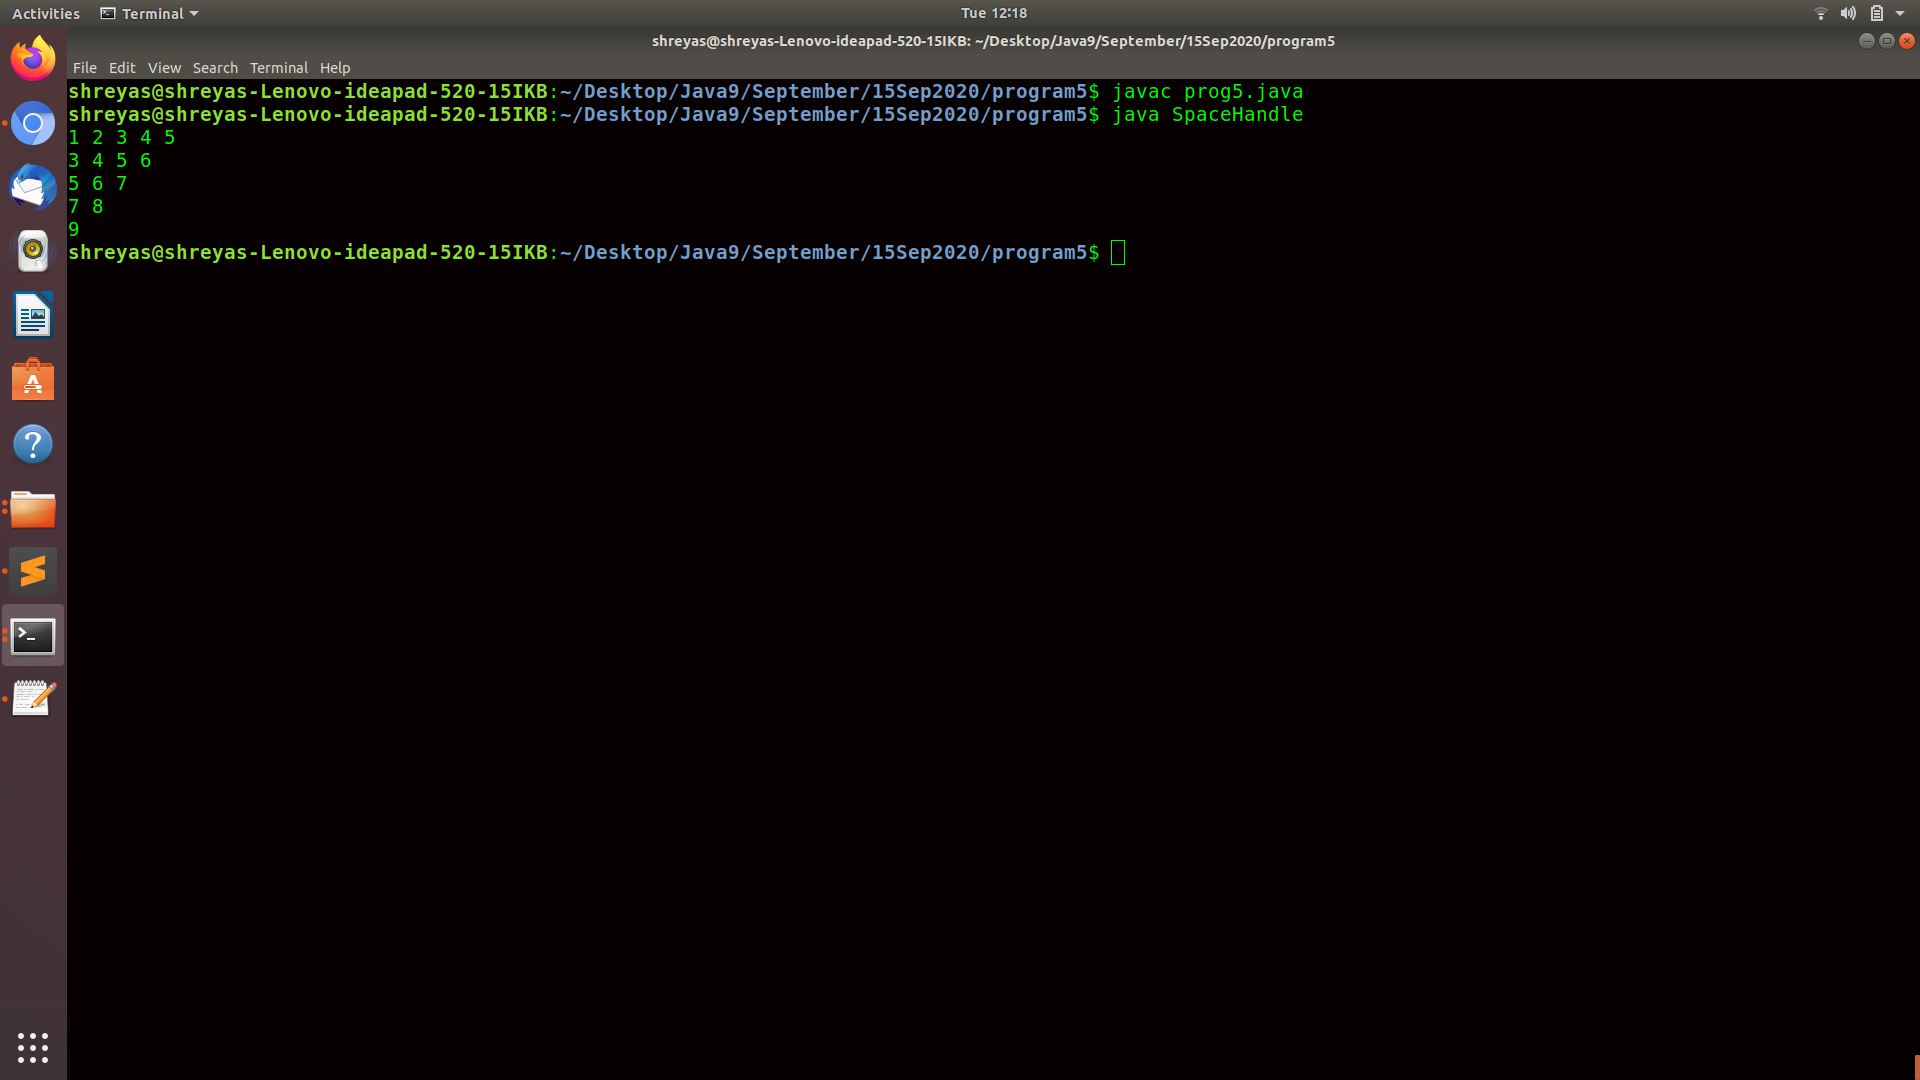 Activities Terminal Tue 12:18
shreyas@shreyas-Lenovo-ideapad-520-15IKB: ~/Desktop/Java9/September/15Sep2020/program5
File Edit View Search Terminal Help
shreyas@shreyas-Lenovo-ideapad-520-15IKB:~/Desktop/Java9/September/15Sep2020/program5$ javac prog5.java
shreyas@shreyas-Lenovo-ideapad-520-15IKB:~/Desktop/Java9/September/15Sep2020/program5$ java SpaceHandle
1 2 3 4 5
3 4 5 6
5 6 7
7 8
9
shreyas@shreyas-Lenovo-ideapad-520-15IKB:~/Desktop/Java9/September/15Sep2020/program5$